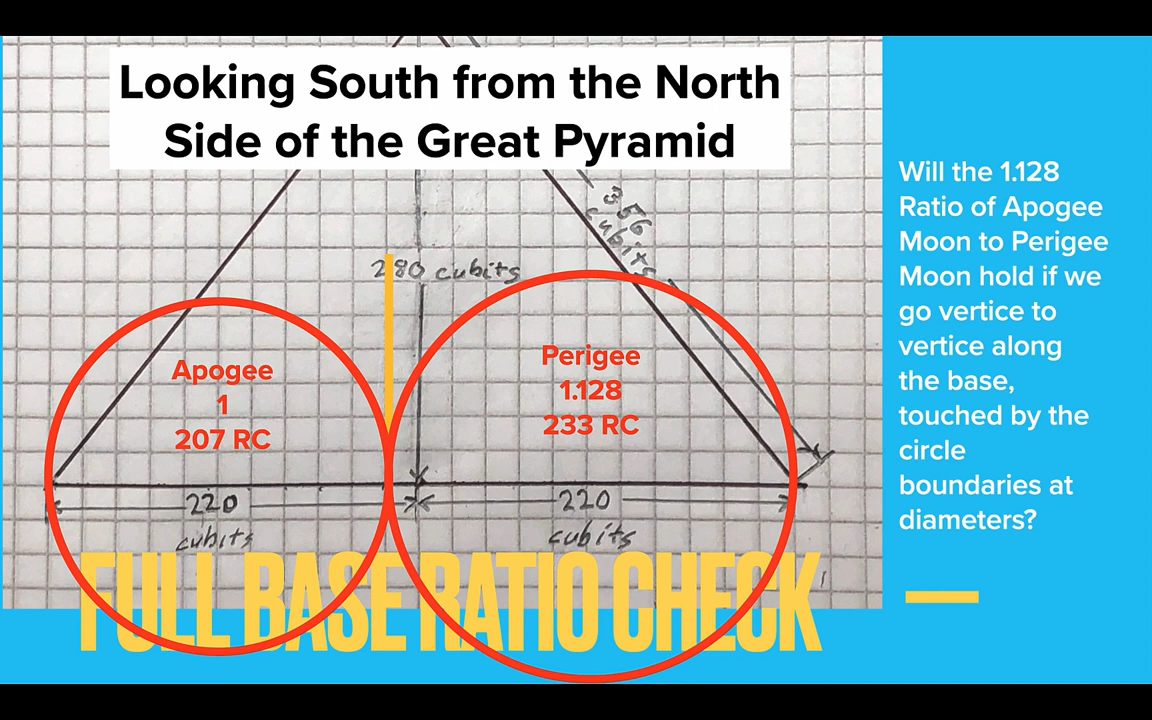 Looking South from the North
Side of the Great Pyramid
356
cubits
280 cubits
Apogee
1
207 RC
Perigee
1.128
233 RC
220
cubits
220
cubits
FULL BASE RATIO CHECK
Will the 1.128
Ratio of Apogee
Moon to Perigee
Moon hold if we
go vertice to
vertice along
the base,
touched by the
circle
boundaries at
diameters?